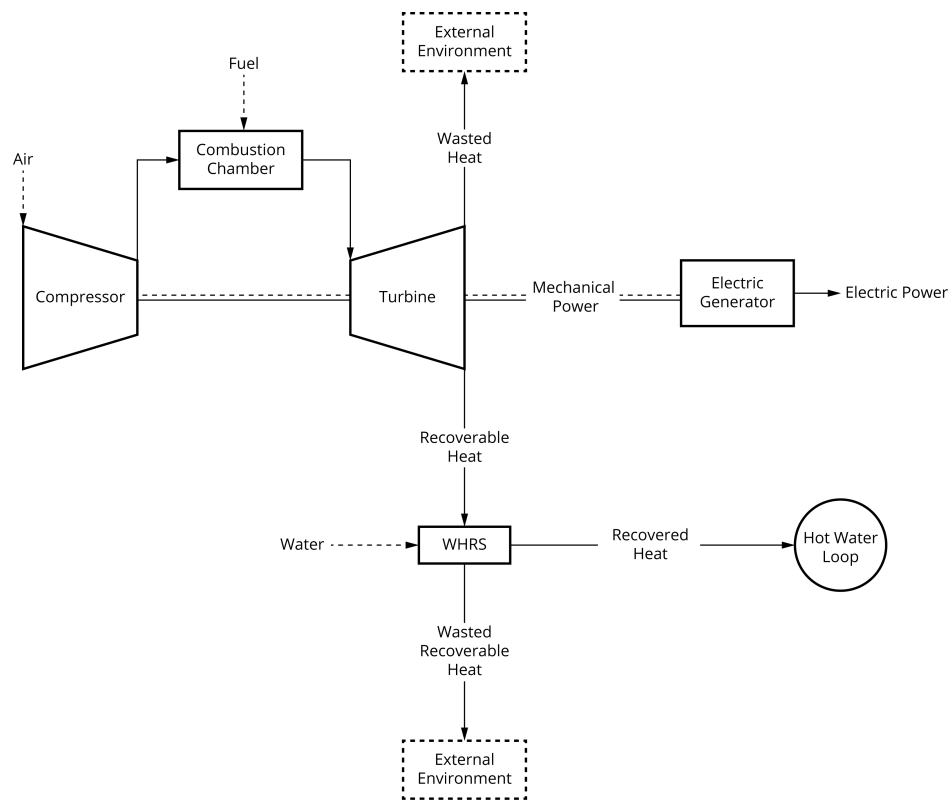 External
Environment
Fuel
Wasted
Heat
Combustion
Chamber
Air
Compressor
Turbine
Mechanical
Power
Electric
Generator
Electric Power
Recoverable
Heat
Water
WHRS
Recovered
Heat
Hot Water
Loop
Wasted
Recoverable
Heat
External
Environment